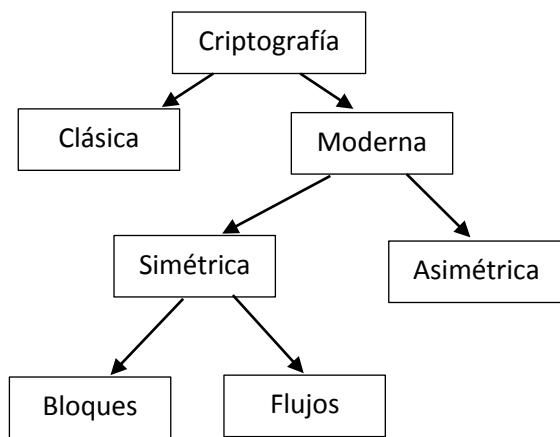 Criptografía
Clásica
Moderna
Simétrica
Asimétrica
Bloques
Flujos